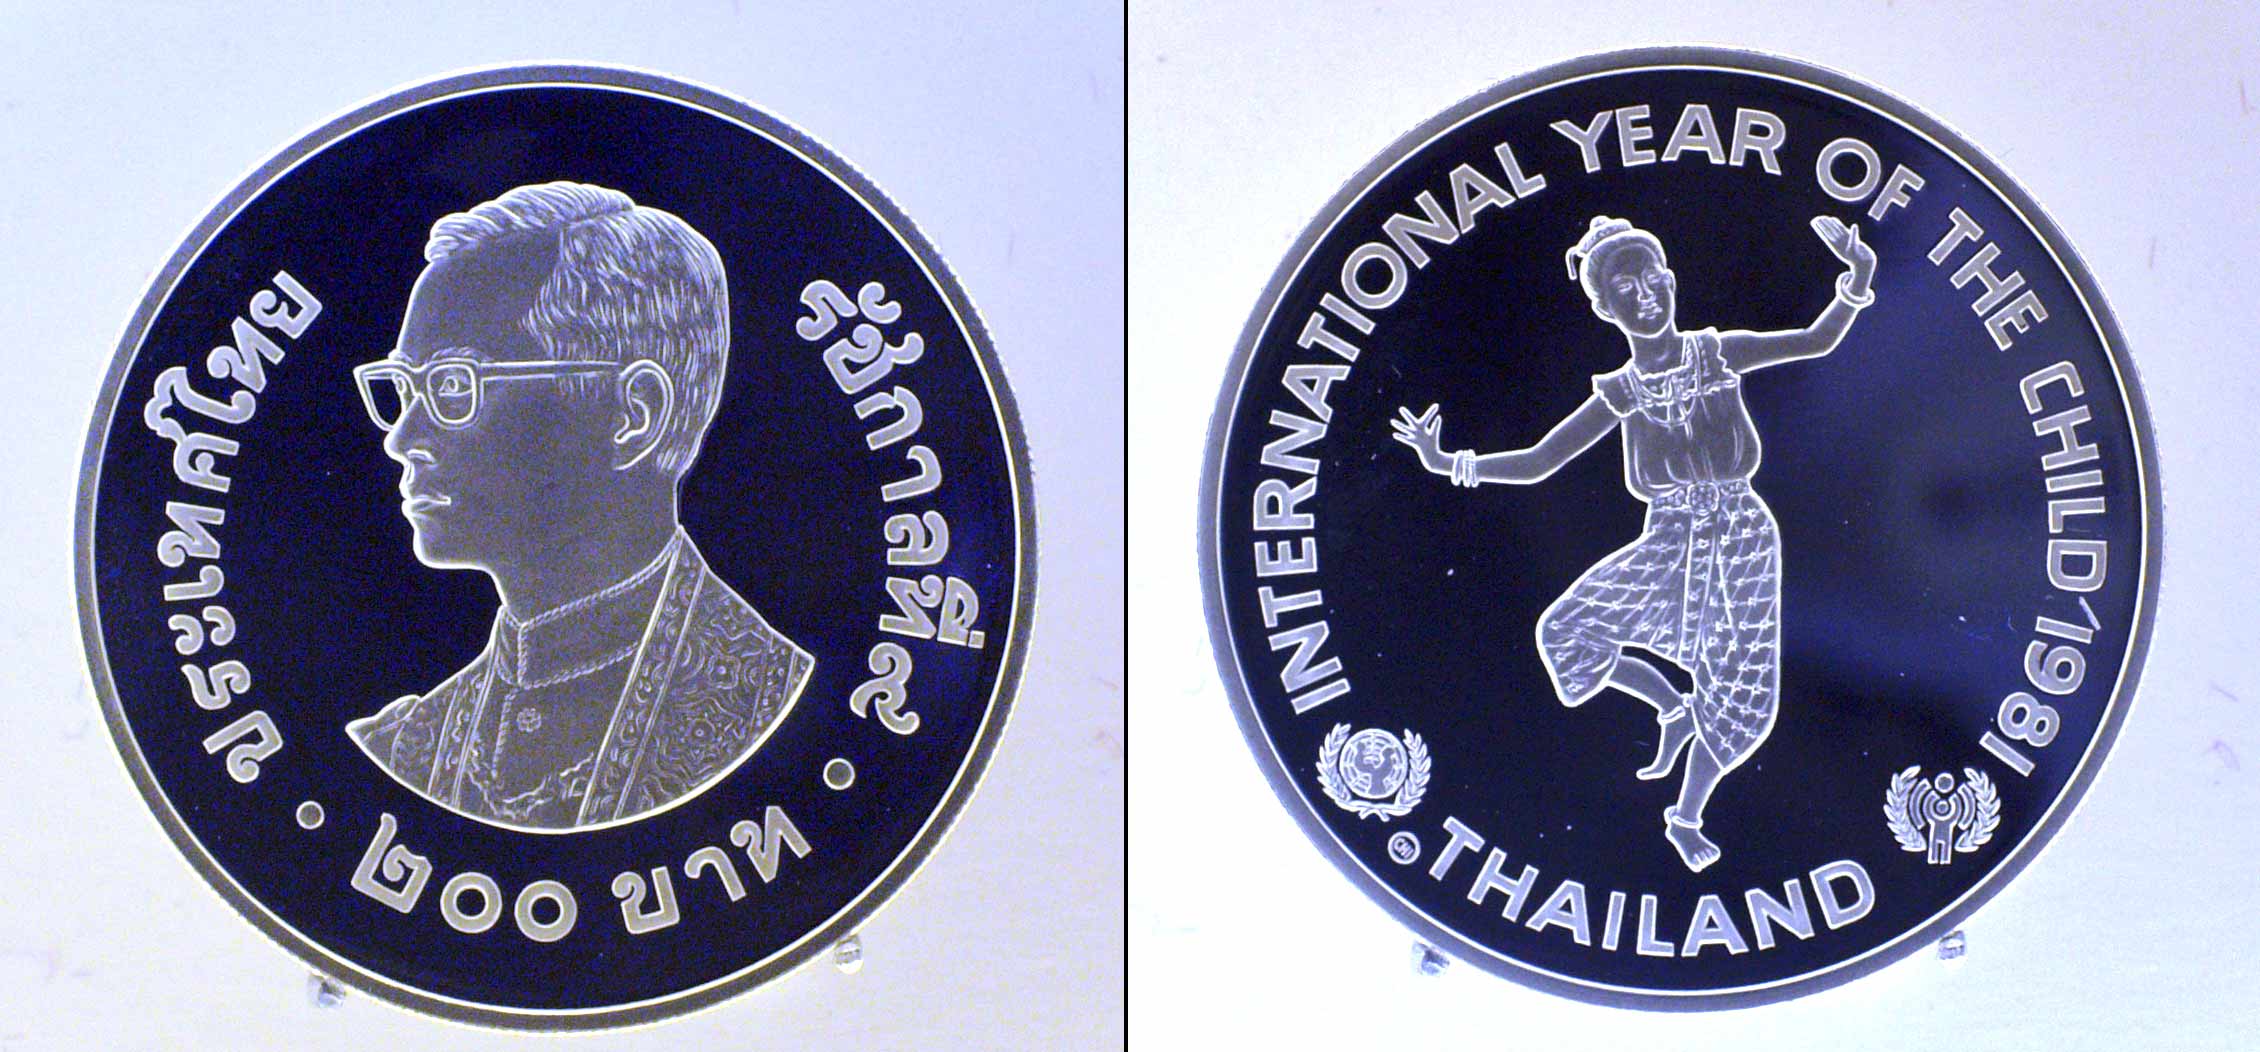 ประเทศไทย
รัชกาลที่ ๙
๒๐๐ บาท
INTERNATIONAL YEAR OF THE CHILD 1981
THAILAND
CHI